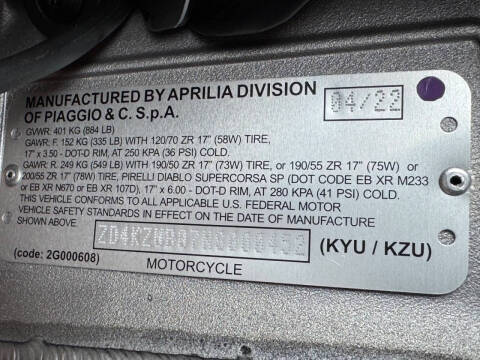 MANUFACTURED BY APRILIA DIVISION
OF PIAGGIO & C. S.p.A. 04/22
GVWR: 401 KG (884 LB)
GAWR: F. 152 KG (335 LB) WITH 120/70 ZR 17" (58W) TIRE,
17" x 3.50 - DOT-D RIM, AT 250 KPA (36 PSI) COLD.
GAWR: R. 249 KG (549 LB) WITH 190/50 ZR 17" (73W) TIRE, or 190/55 ZR 17" (75W) or
200/55 ZR 17" (78W) TIRE, PIRELLI DIABLO SUPERCORSA SP (DOT CODE EB XR M233
or EB XR N670 or EB XR 107D). 17" x 6.00 - DOT-D RIM, AT 280 KPA (41 PSI) COLD.
THIS VEHICLE CONFORMS TO ALL APPLICABLE U.S. FEDERAL MOTOR
VEHICLE SAFETY STANDARDS IN EFFECT ON THE DATE OF MANUFACTURE
SHOWN ABOVE
(KYU / KZU)
(code: 2G000608)
MOTORCYCLE